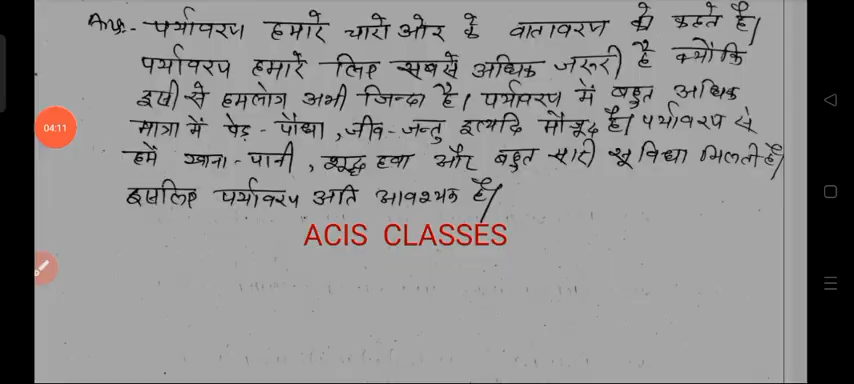 Ans:- पर्यावरण हमारे चारो ओर के वातावरण को कहते है।
पर्यावरण हमारे लिए सबसे अधिक जरूरी है क्योंकि
इसी से हमलोग अभी जिन्दा है। पर्यावरण में बहुत अधिक
मात्रा में पेड़-पौधा, जीव-जन्तु इत्यादि मौजूद है। पर्यावरण से
हमें खाना-पानी, शुद्ध हवा और बहुत सारी सुविधा मिलती है।
इसलिए पर्यावरण अति आवश्यक है।
ACIS CLASSES
04:11